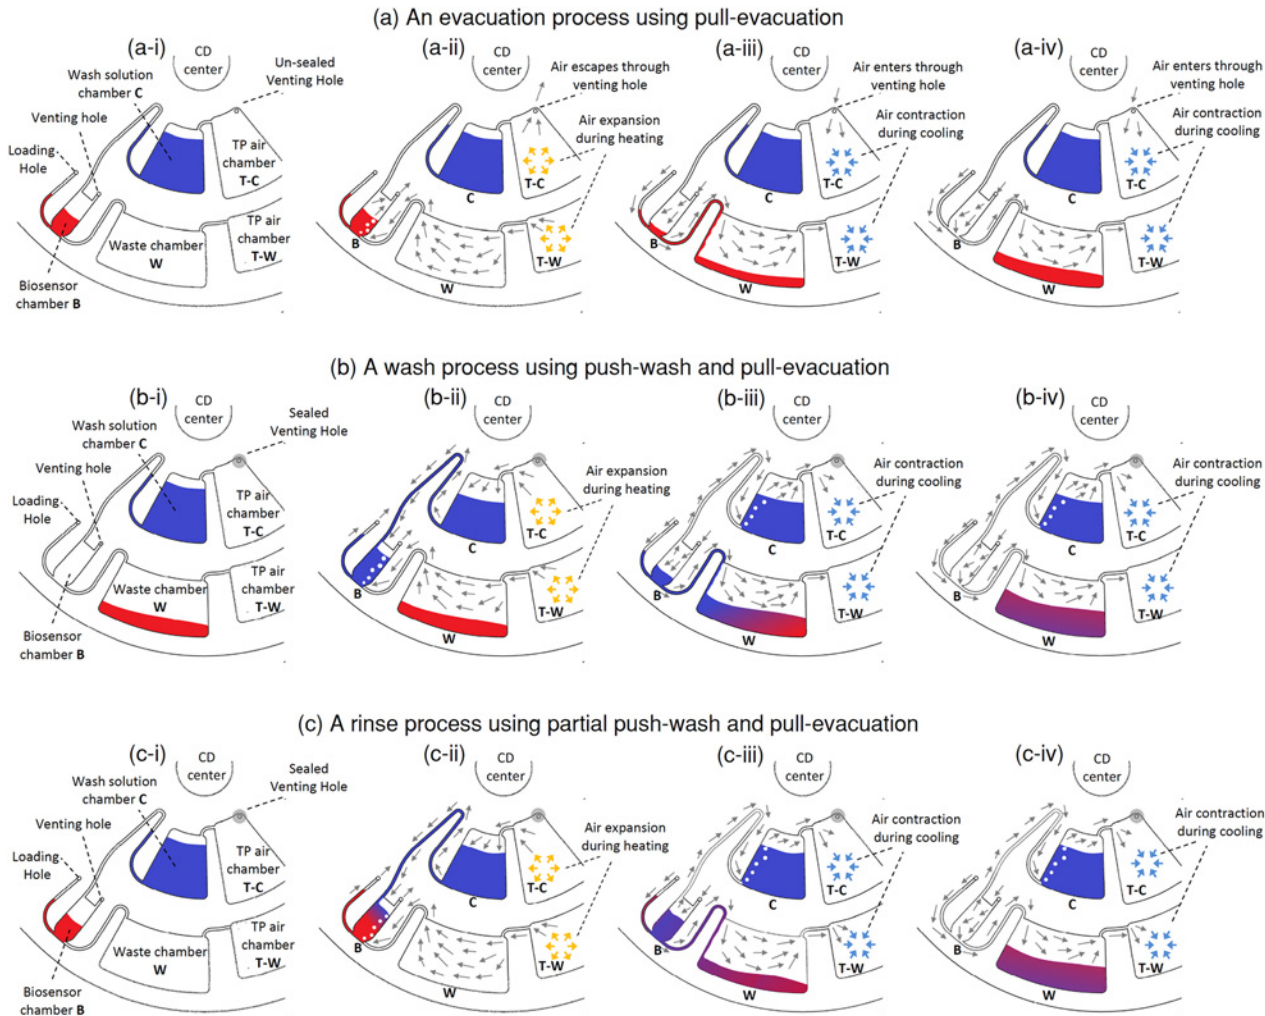 (a) An evacuation process using pull-evacuation
(a-i)
CD
center
Wash solution
chamber C
Un-sealed
Venting Hole
Venting hole
Loading
Hole
TP air
chamber
T-C
TP air
chamber
T-W
Waste chamber
W
Biosensor
chamber B
(a-ii)
CD
center
Air escapes through
venting hole
Air expansion
during heating
T-C
C
B
T-W
W
(a-iii)
CD
center
Air enters through
venting hole
Air contraction
during cooling
T-C
C
B
T-W
W
(a-iv)
CD
center
Air enters through
venting hole
Air contraction
during cooling
T-C
C
B
T-W
W
(b) A wash process using push-wash and pull-evacuation
(b-i)
CD
center
Wash solution
chamber C
Sealed
Venting Hole
Venting hole
Loading
Hole
TP air
chamber
T-C
TP air
chamber
T-W
Waste chamber
W
Biosensor
chamber B
(b-ii)
CD
center
Air expansion
during heating
T-C
C
B
T-W
W
(b-iii)
CD
center
Air contraction
during cooling
T-C
C
B
T-W
W
(b-iv)
CD
center
Air contraction
during cooling
T-C
C
B
T-W
W
(c) A rinse process using partial push-wash and pull-evacuation
(c-i)
CD
center
Wash solution
chamber C
Sealed
Venting Hole
Venting hole
Loading
Hole
TP air
chamber
T-C
TP air
chamber
T-W
Waste chamber
W
Biosensor
chamber B
(c-ii)
CD
center
Air expansion
during heating
T-C
C
B
T-W
W
(c-iii)
CD
center
Air contraction
during cooling
T-C
C
B
T-W
W
(c-iv)
CD
center
Air contraction
during cooling
T-C
C
B
T-W
W